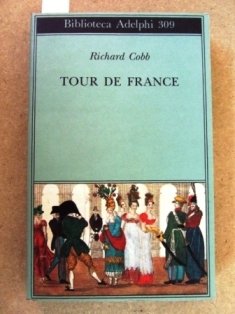 Biblioteca Adelphi 309
Richard Cobb
TOUR DE FRANCE